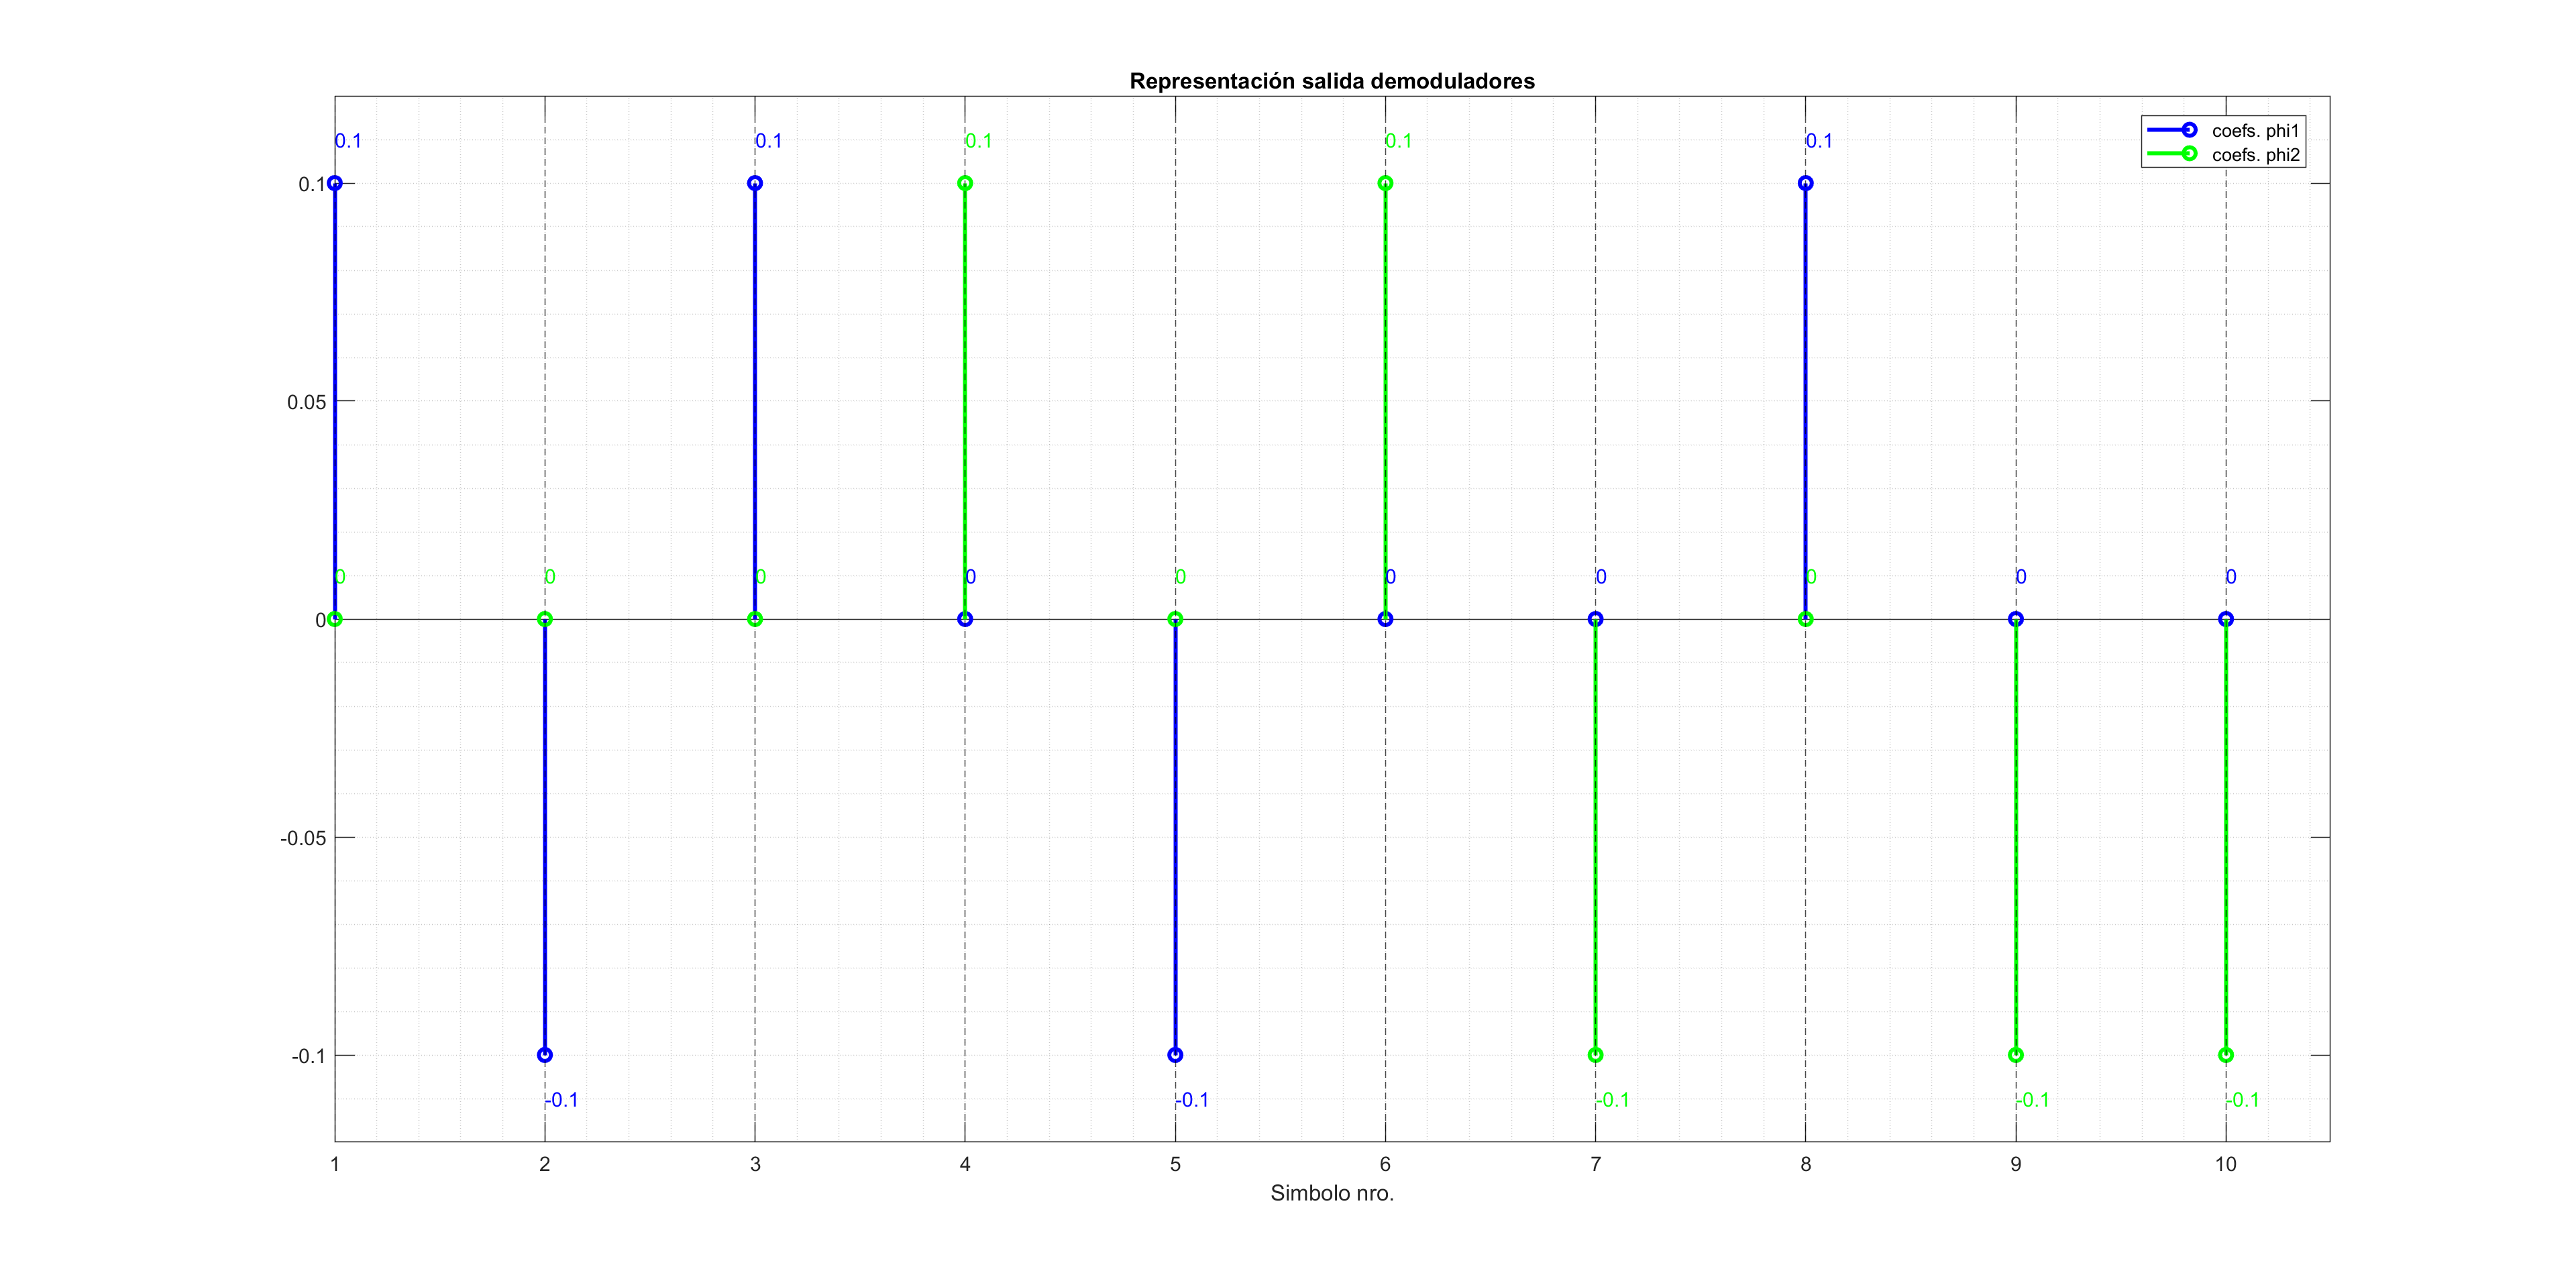 Representación salida demoduladores
coefs. phi1
coefs. phi2
0.1 0.1 0.1 0.1 0.1
0.1
0.05
0 0 0 0 0 0 0 0 0 0
0
-0.05
-0.1
-0.1 -0.1 -0.1 -0.1 -0.1
1 2 3 4 5 6 7 8 9 10
Simbolo nro.